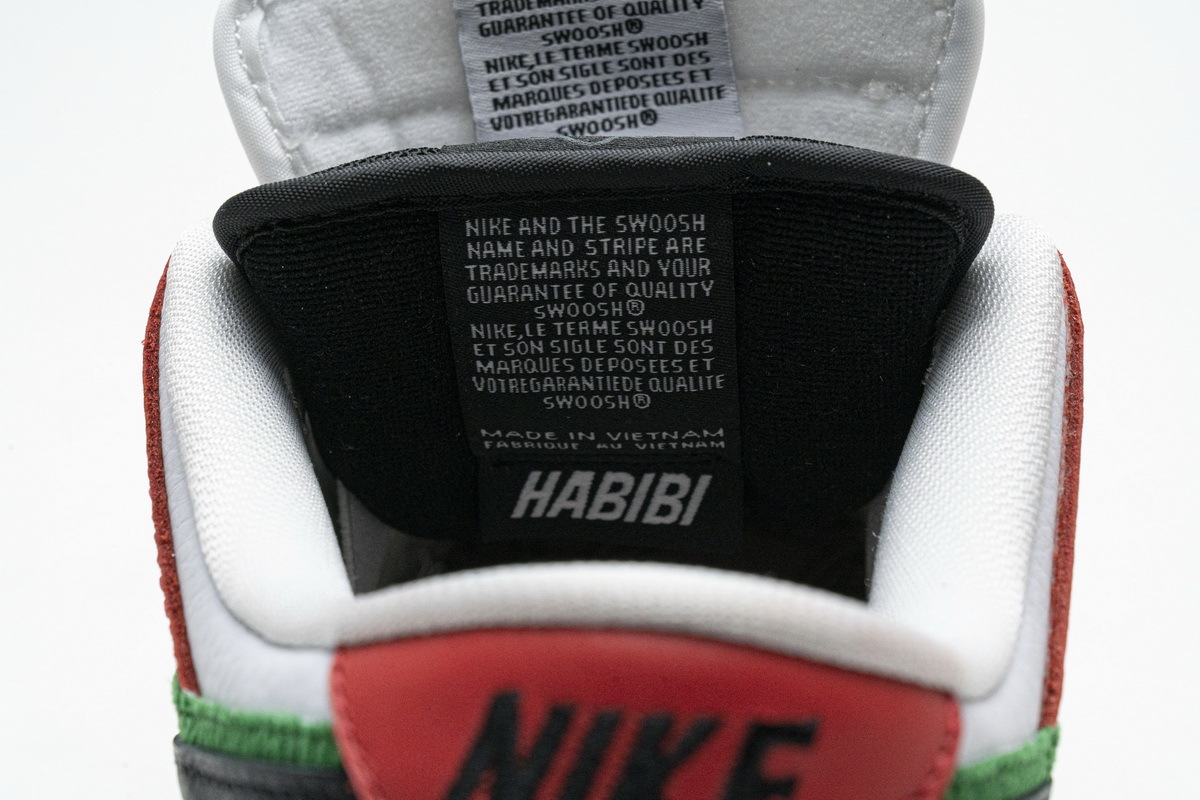 TRADEMARKS
GUARANTEE OF QUALITY
SWOOSH®
NIKE,LE TERME SWOOSH
ET SON SIGLE SONT DES
MARQUES DEPOSEES ET
VOTREGARANTIEDE QUALITE
SWOOSH®
NIKE AND THE SWOOSH
NAME AND STRIPE ARE
TRADEMARKS AND YOUR
GUARANTEE OF QUALITY
SWOOSH®
NIKE,LE TERME SWOOSH
ET SON SIGLE SONT DES
MARQUES DEPOSEES ET
VOTREGARANTIEDE QUALITE
SWOOSH®
MADE IN VIETNAM
FABRIQUE AU VIETNAM
HABIBI
NIKE